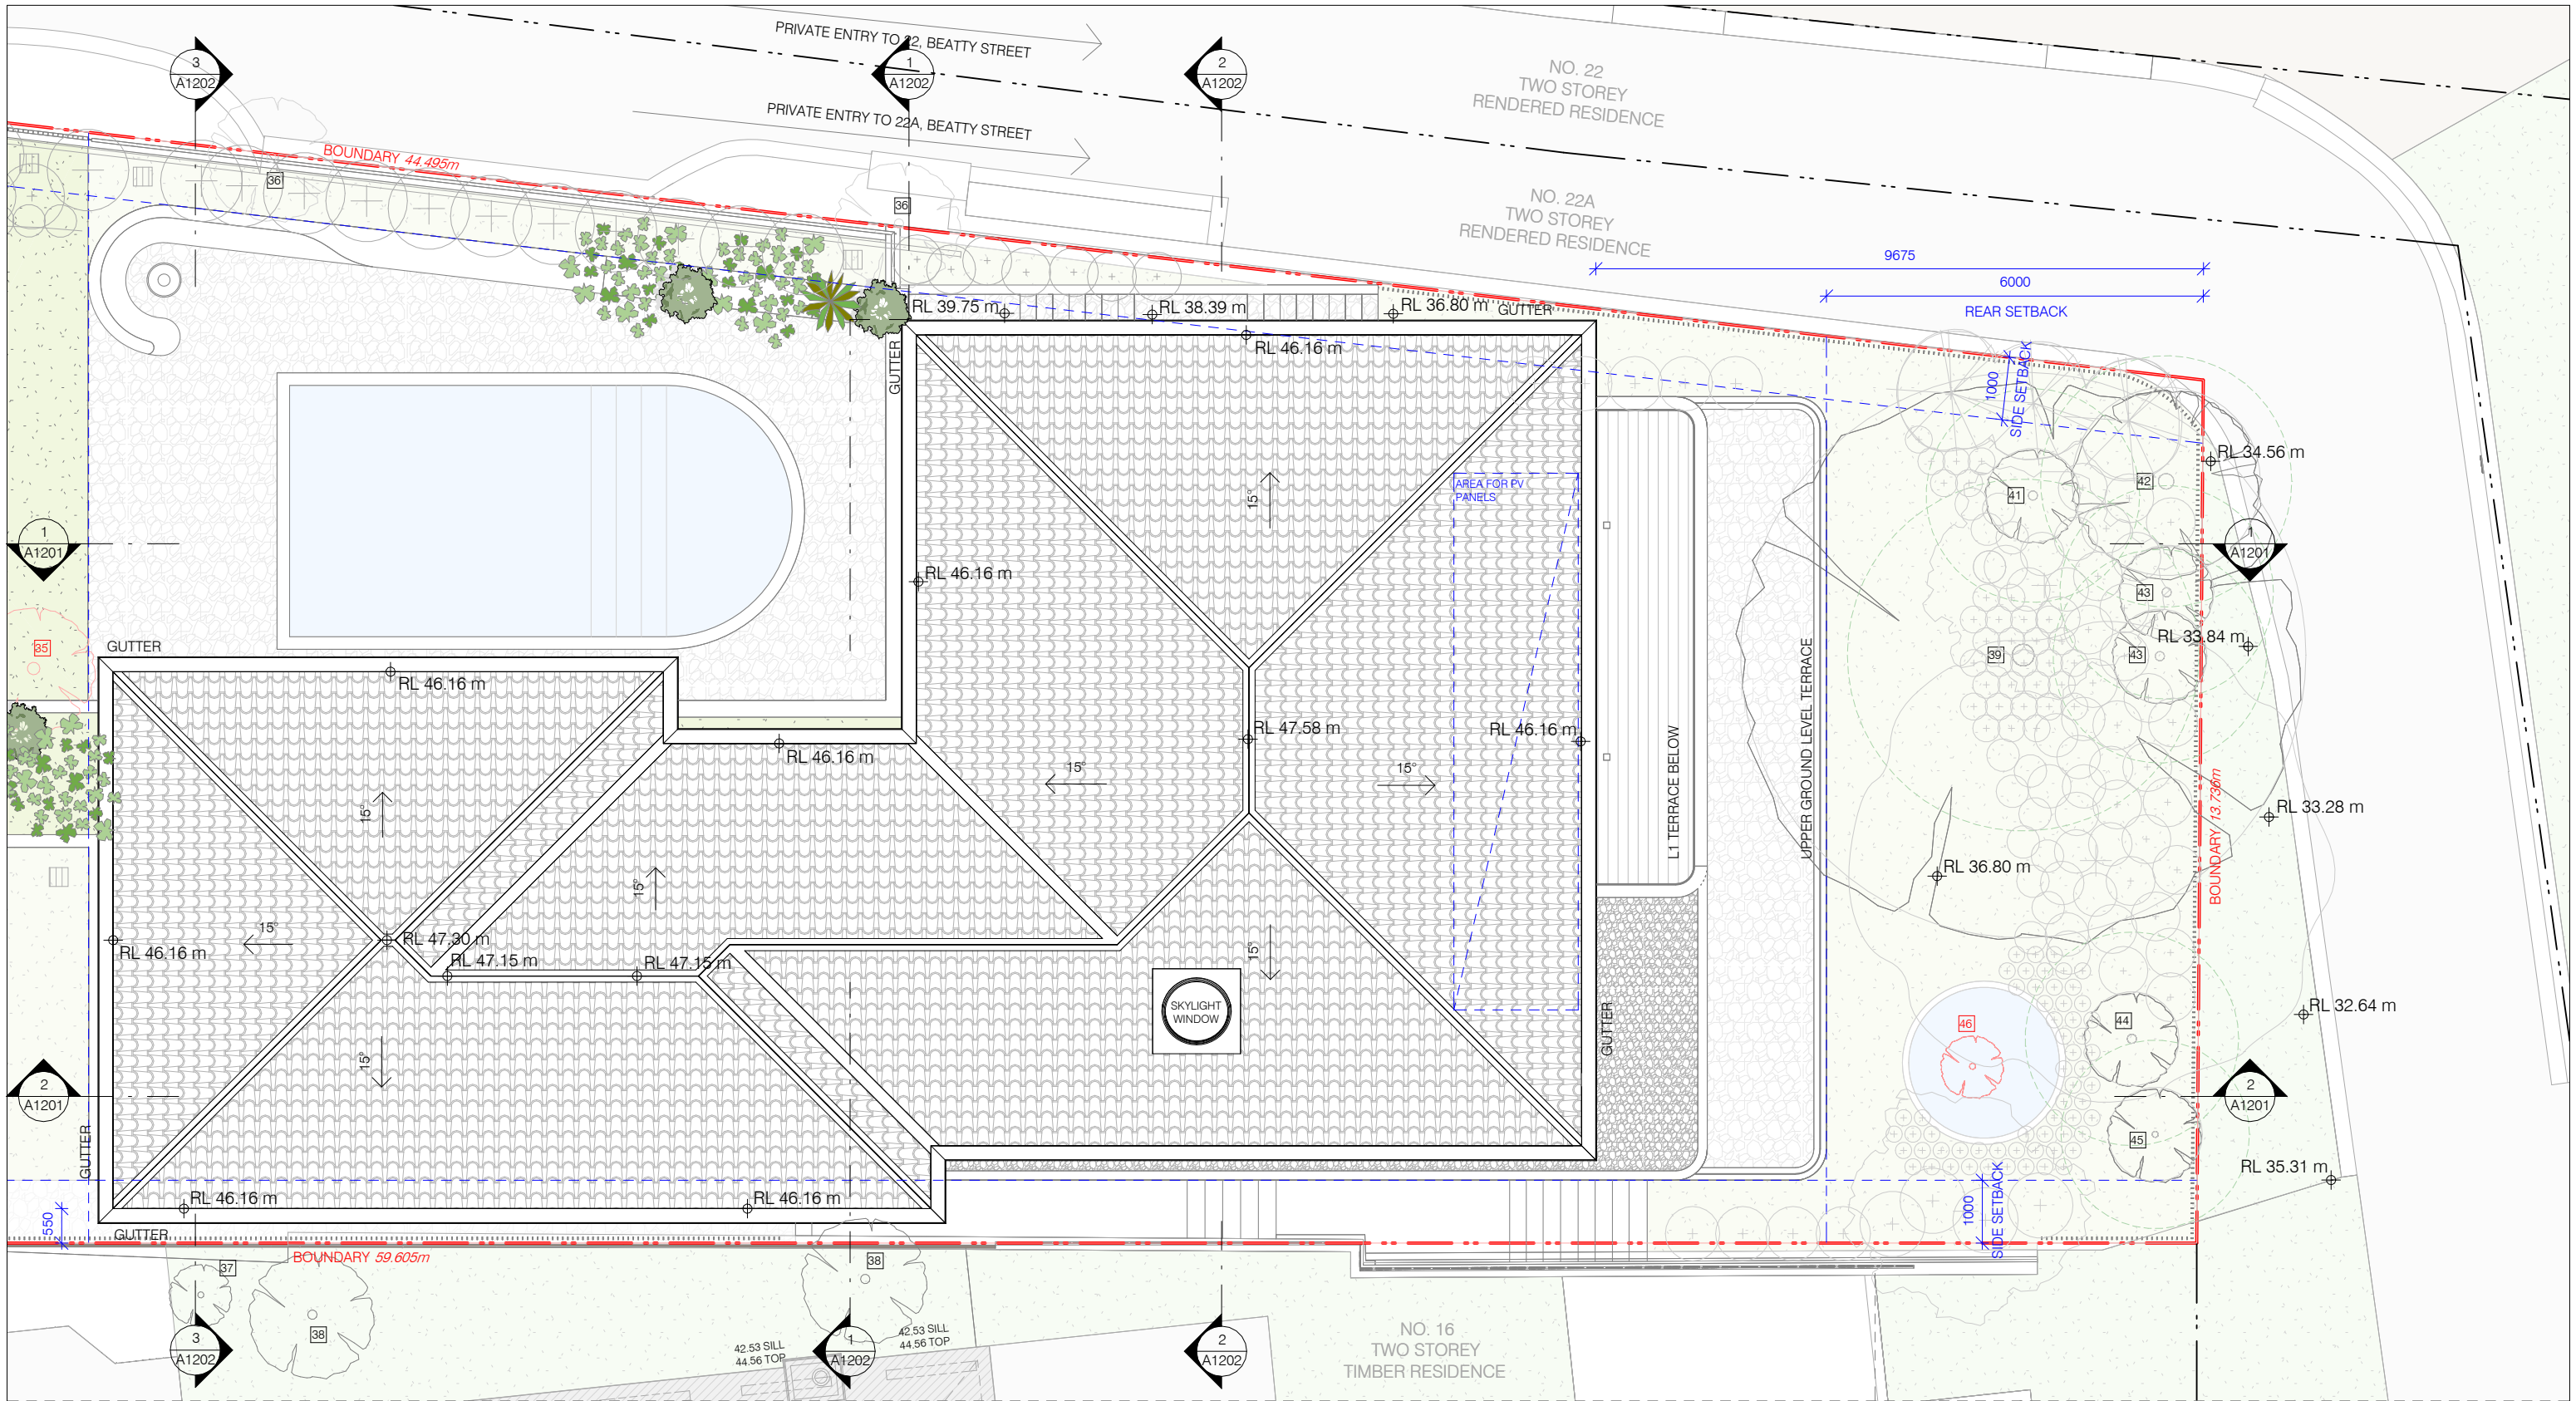 PRIVATE ENTRY TO 22, BEATTY STREET
3
A1202
1
A1202
2
A1202
NO. 22
TWO STOREY
RENDERED RESIDENCE
PRIVATE ENTRY TO 22A, BEATTY STREET
BOUNDARY 44.495m
36
36
NO. 22A
TWO STOREY
RENDERED RESIDENCE
9675
6000
REAR SETBACK
RL 39.75 m
RL 38.39 m
RL 36.80 m
GUTTER
GUTTER
RL 46.16 m
1000
SIDE SETBACK
RL 34.56 m
AREA FOR PV
PANELS
15°
41
42
1
A1201
1
A1201
RL 46.16 m
43
35
GUTTER
RL 33.84 m
39
43
RL 46.16 m
RL 46.16 m
RL 47.58 m
RL 46.16 m
15°
15°
L1 TERRACE BELOW
UPPER GROUND LEVEL TERRACE
BOUNDARY 13.736m
RL 33.28 m
15°
15°
RL 36.80 m
15°
RL 46.16 m
RL 47.30 m
RL 47.15 m
RL 47.15 m
15°
SKYLIGHT
WINDOW
RL 32.64 m
46
44
GUTTER
15°
2
A1201
2
A1201
45
GUTTER
RL 35.31 m
RL 46.16 m
RL 46.16 m
550
GUTTER
1000
SIDE SETBACK
BOUNDARY 59.605m
37
38
38
3
A1202
42.53 SILL
44.56 TOP
1
A1202
42.53 SILL
44.56 TOP
2
A1202
NO. 16
TWO STOREY
TIMBER RESIDENCE